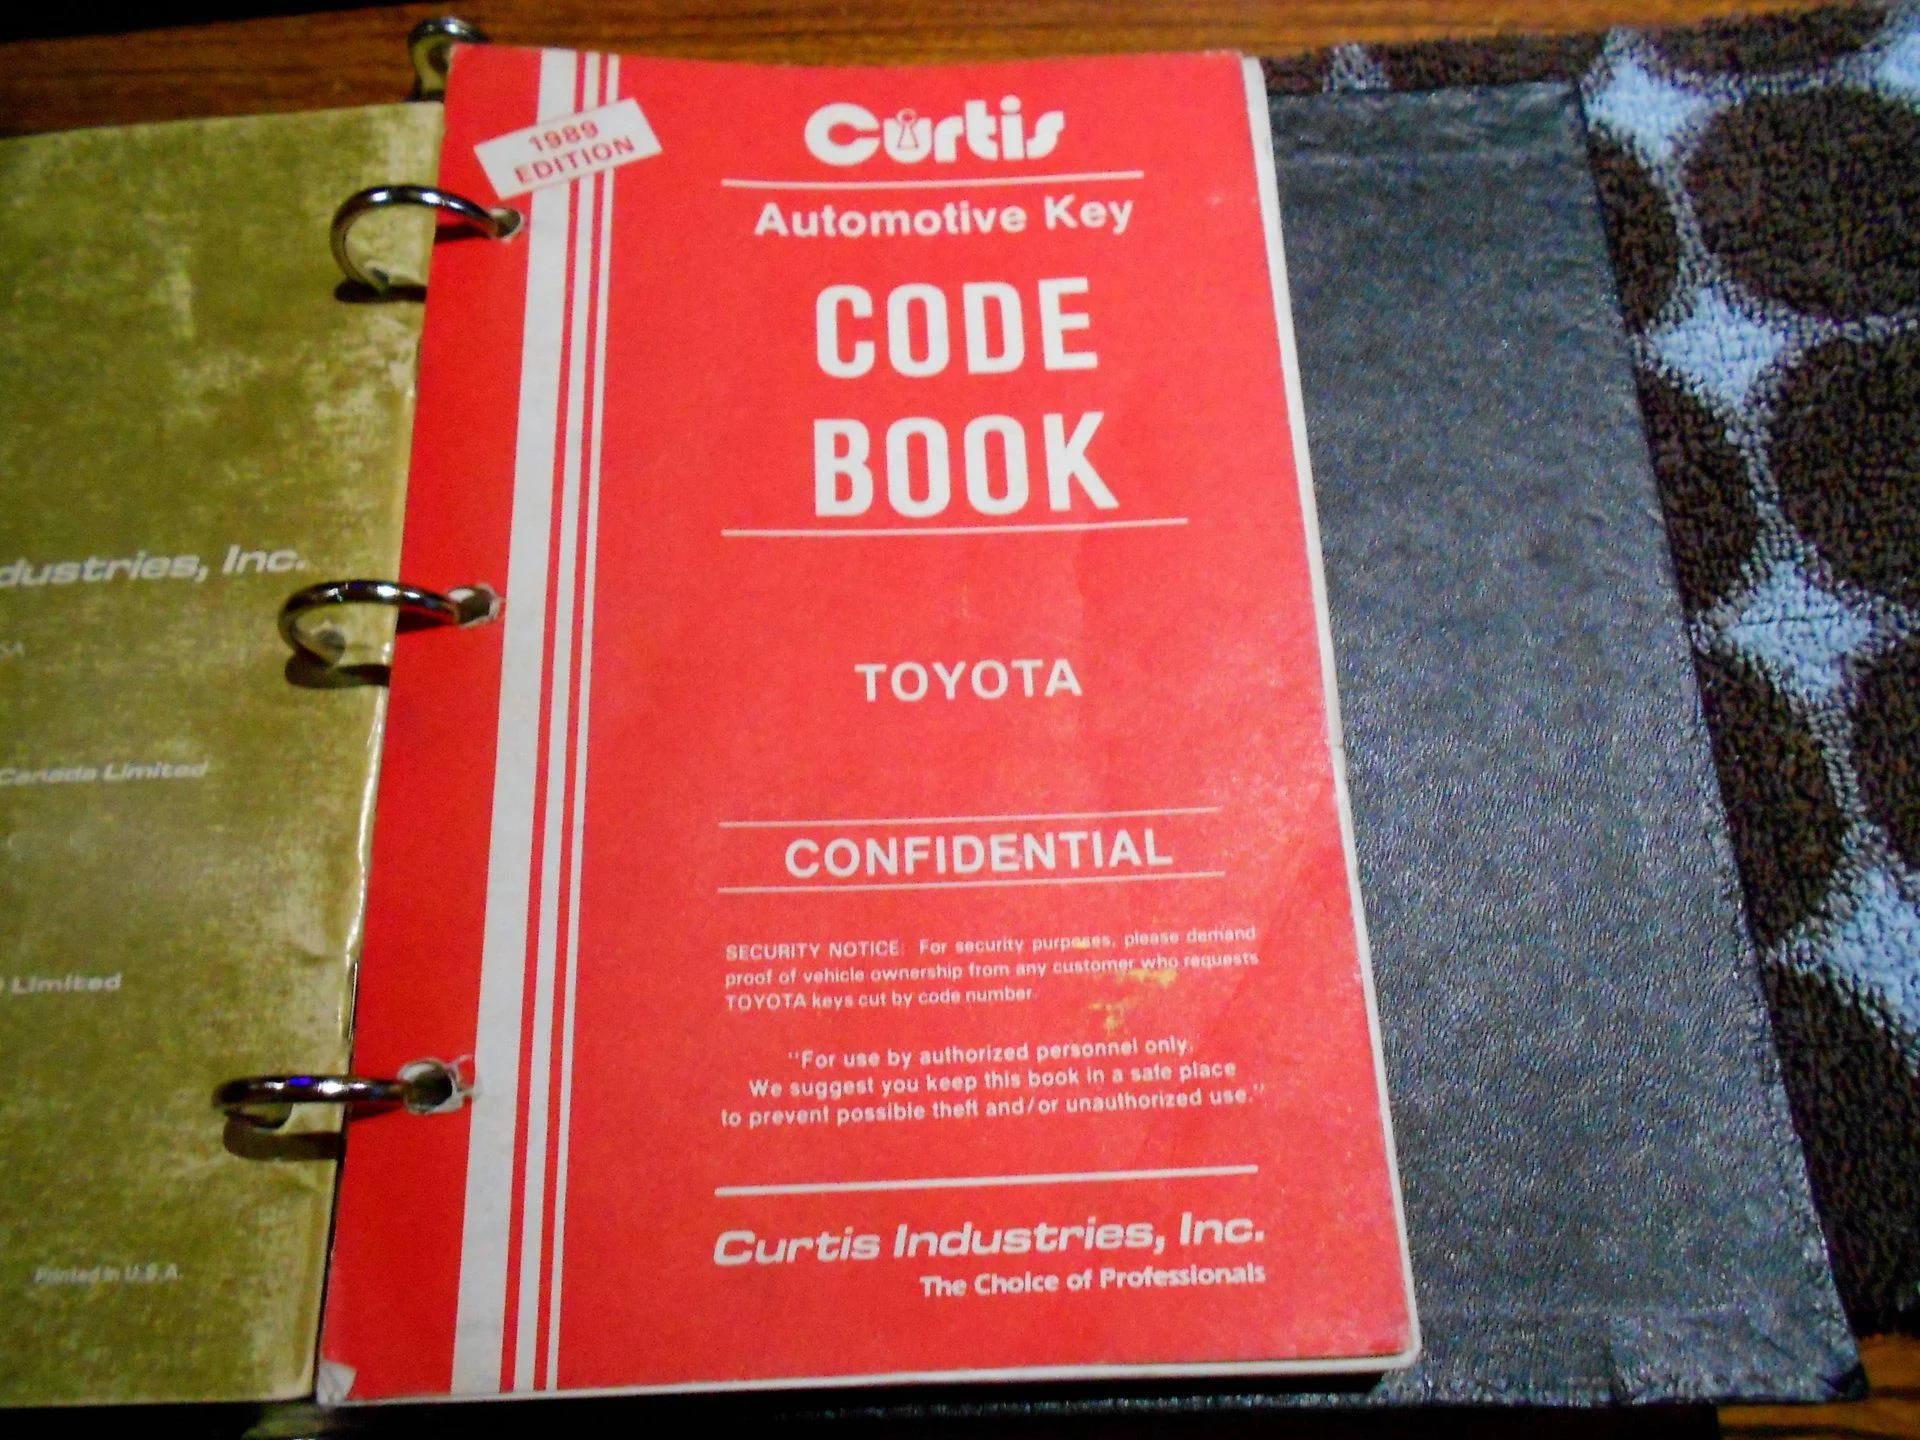 1989
EDITION
Curtis
Automotive Key
CODE
BOOK
TOYOTA
CONFIDENTIAL
SECURITY NOTICE: For security purposes, please demand
proof of vehicle ownership from any customer who requests
TOYOTA keys cut by code number.
"For use by authorized personnel only.
We suggest you keep this book in a safe place
to prevent possible theft and/or unauthorized use."
Curtis Industries, Inc.
The Choice of Professionals
dustries, Inc.
Canada Limited
Limited
Printed in U.S.A.